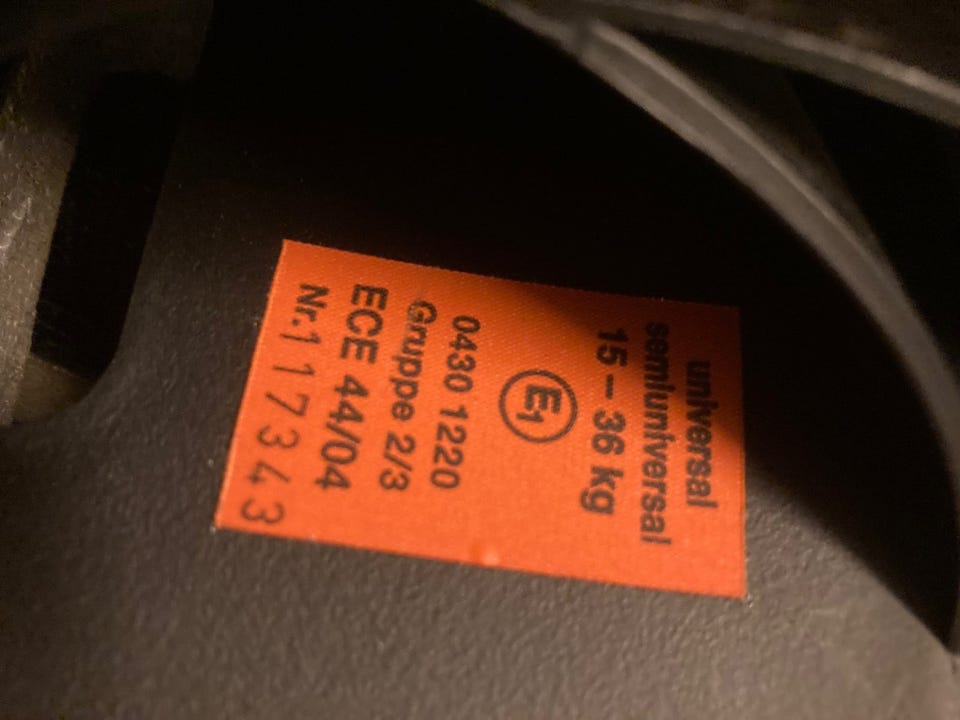 universal
semiuniversal
15 – 36 kg
E1
0430 1220
Gruppe 2/3
ECE 44/04
Nr. 117343